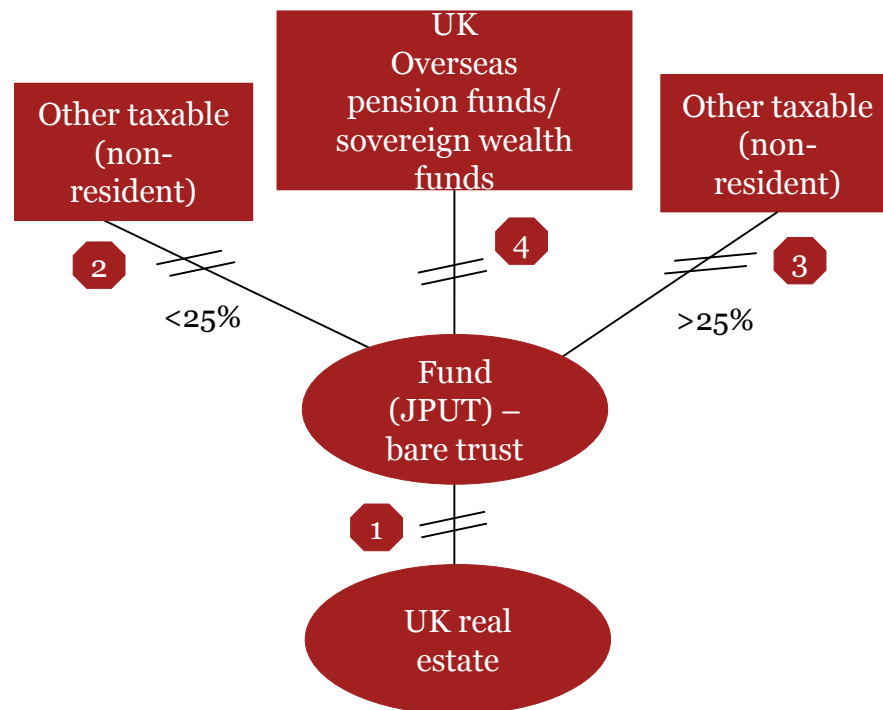 UK
Overseas
pension funds/
sovereign wealth
funds
Other taxable
(non-
resident)
Other taxable
(non-
resident)
2
4
3
<25%
>25%
Fund
(JPUT) –
bare trust
1
UK real
estate